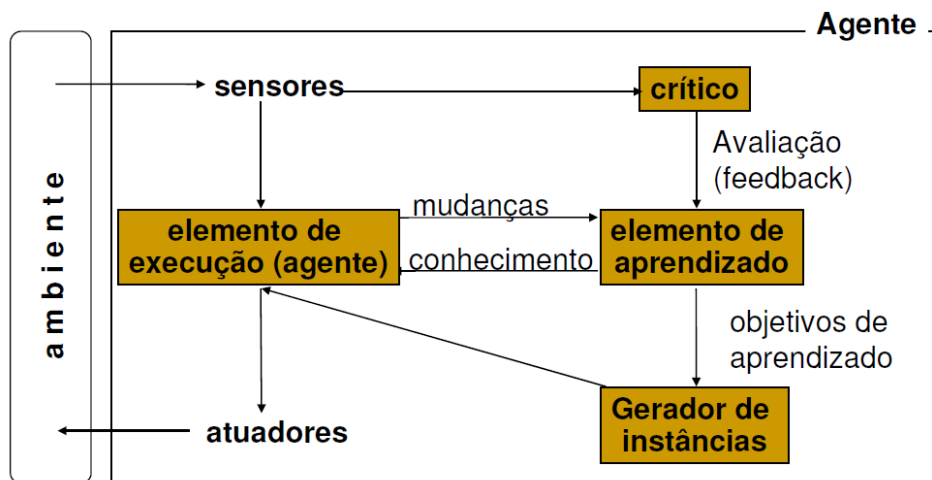 Agente
sensores
crítico
Avaliação
(feedback)
ambiente
mudanças
elemento de
execução (agente)
conhecimento
elemento de
aprendizado
objetivos de
aprendizado
Gerador de
instâncias
atuadores